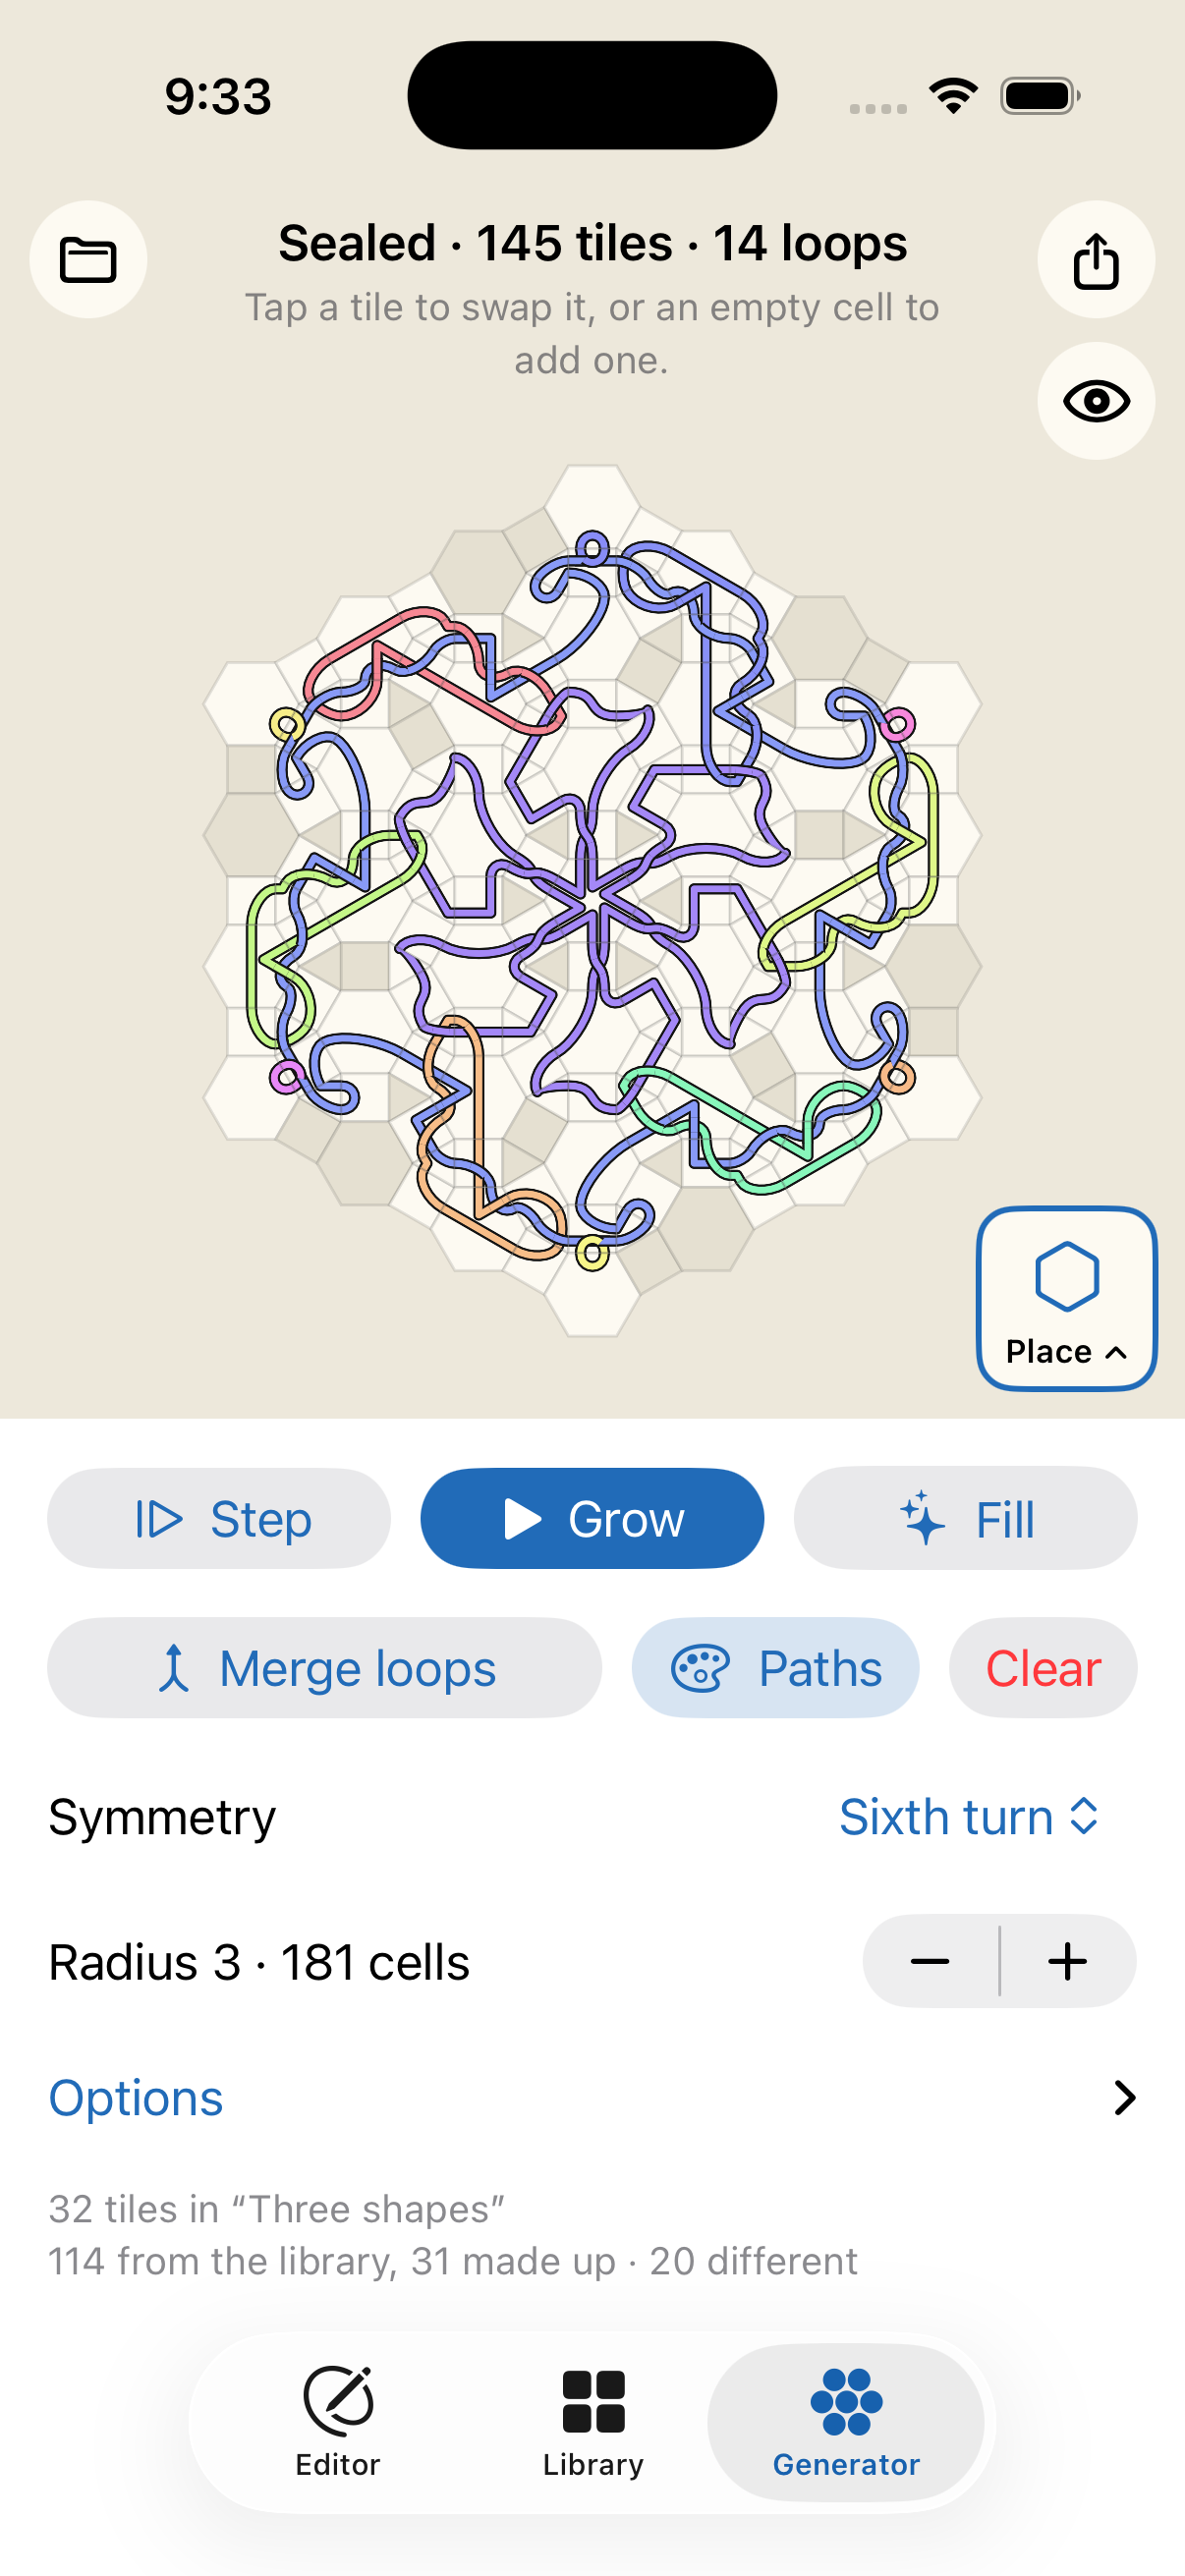 9:33
Sealed · 145 tiles · 14 loops
Tap a tile to swap it, or an empty cell to
add one.
Place
Step
Grow
Fill
Merge loops
Paths
Clear
Symmetry
Sixth turn
Radius 3 · 181 cells
Options
32 tiles in “Three shapes”
114 from the library, 31 made up · 20 different
Editor
Library
Generator